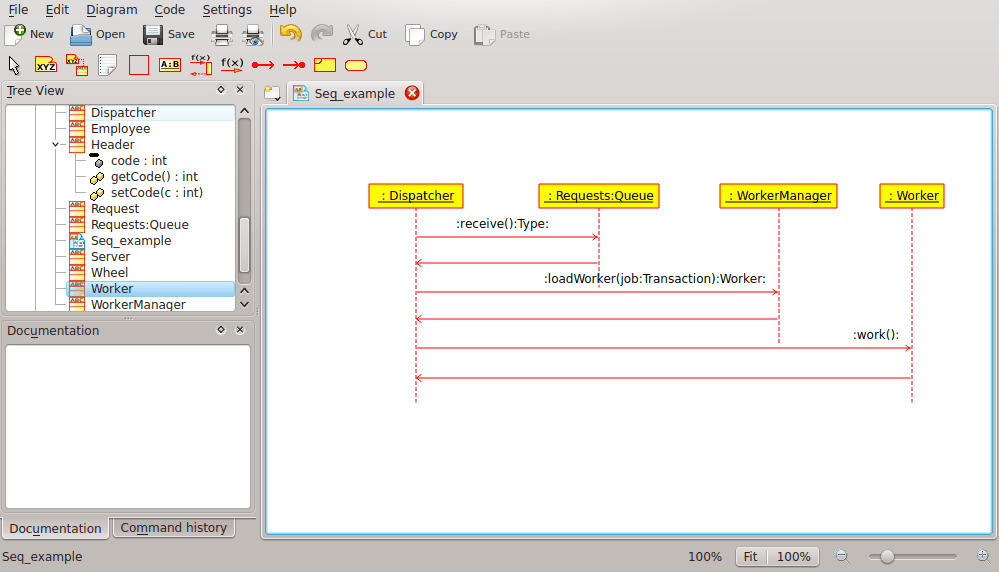 File Edit Diagram Code Settings Help
New Open Save Cut Copy Paste
XYZ XYZ A:B f(x) f(x)
Tree View
Seq_example
Dispatcher
Employee
Header
code : int
getCode() : int
setCode(c : int)
Request
Requests:Queue
Seq_example
Server
Wheel
Worker
WorkerManager
Documentation
Documentation Command history
: Dispatcher : Requests:Queue : WorkerManager : Worker
:receive():Type:
:loadWorker(job:Transaction):Worker:
:work():
Seq_example 100% Fit 100%